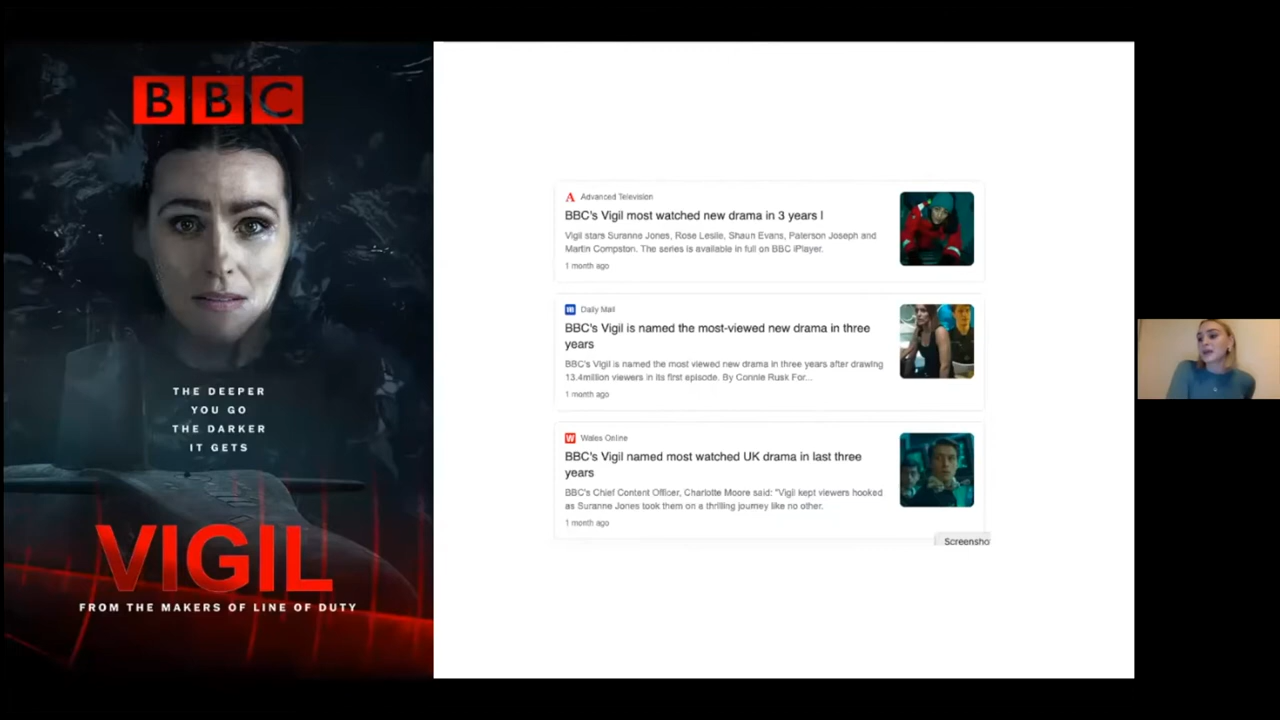 BBC
THE DEEPER
YOU GO
THE DARKER
IT GETS
VIGIL
FROM THE MAKERS OF LINE OF DUTY
Advanced Television
BBC's Vigil most watched new drama in 3 years |
Vigil stars Suranne Jones, Rose Leslie, Shaun Evans, Paterson Joseph and
Martin Compston. The series is available in full on BBC iPlayer.
1 month ago
Daily Mail
BBC's Vigil is named the most-viewed new drama in three
years
BBC's Vigil is named the most viewed new drama in three years after drawing
13.4million viewers in its first episode. By Connie Rusk For...
1 month ago
W Wales Online
BBC's Vigil named most watched UK drama in last three
years
BBC's Chief Content Officer, Charlotte Moore said: "Vigil kept viewers hooked
as Suranne Jones took them on a thrilling journey like no other.
1 month ago
Screensho